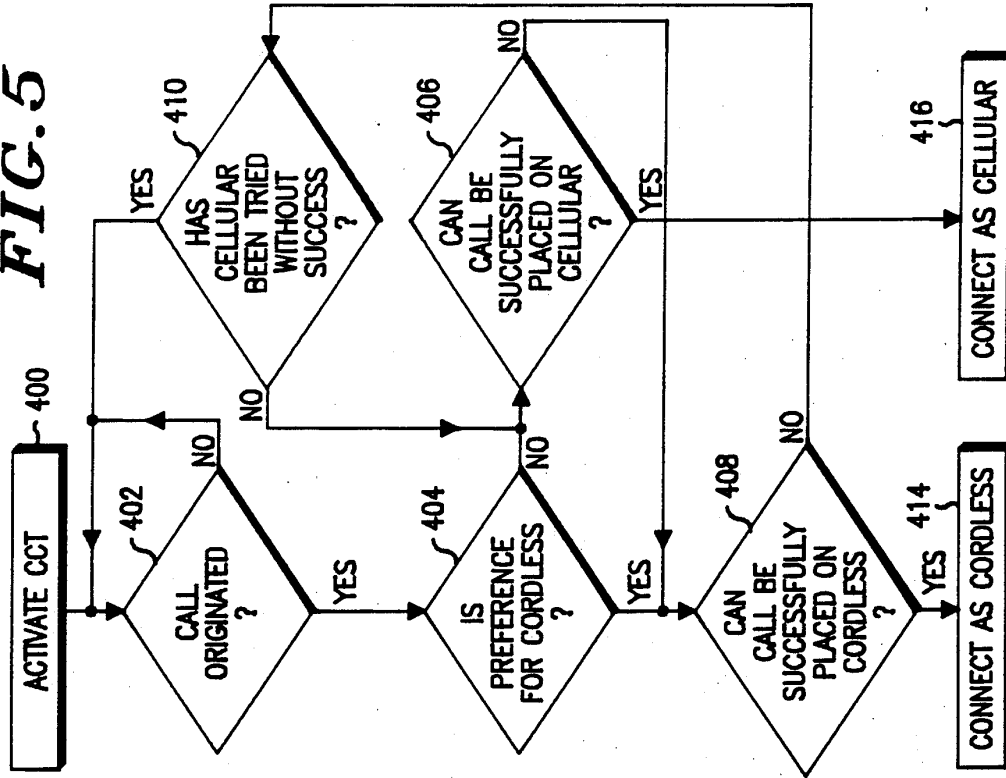 FIG. 5
ACTIVATE CCT
400
CALL
ORIGINATED
?
402
NO
YES
IS
PREFERENCE
FOR CORDLESS
?
404
NO
YES
CAN
CALL BE
SUCCESSFULLY
PLACED ON
CORDLESS
?
408
NO
YES
CONNECT AS CORDLESS
414
HAS
CELLULAR
BEEN TRIED
WITHOUT
SUCCESS
?
410
YES
NO
CAN
CALL BE
SUCCESSFULLY
PLACED ON
CELLULAR
?
406
NO
YES
CONNECT AS CELLULAR
416